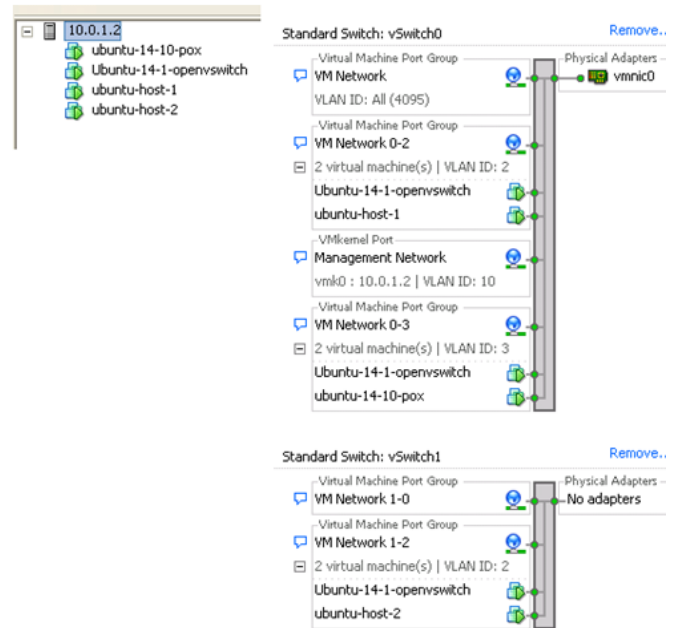 10.0.1.2
ubuntu-14-10-pox
Ubuntu-14-1-openvswitch
ubuntu-host-1
ubuntu-host-2
Standard Switch: vSwitch0
Remove..
Virtual Machine Port Group
Physical Adapters
VM Network
vmnic0
VLAN ID: All (4095)
Virtual Machine Port Group
VM Network 0-2
2 virtual machine(s) | VLAN ID: 2
Ubuntu-14-1-openvswitch
ubuntu-host-1
VMkernel Port
Management Network
vmk0 : 10.0.1.2 | VLAN ID: 10
Virtual Machine Port Group
VM Network 0-3
2 virtual machine(s) | VLAN ID: 3
Ubuntu-14-1-openvswitch
ubuntu-14-10-pox
Standard Switch: vSwitch1
Remove..
Virtual Machine Port Group
Physical Adapters
VM Network 1-0
No adapters
Virtual Machine Port Group
VM Network 1-2
2 virtual machine(s) | VLAN ID: 2
Ubuntu-14-1-openvswitch
ubuntu-host-2